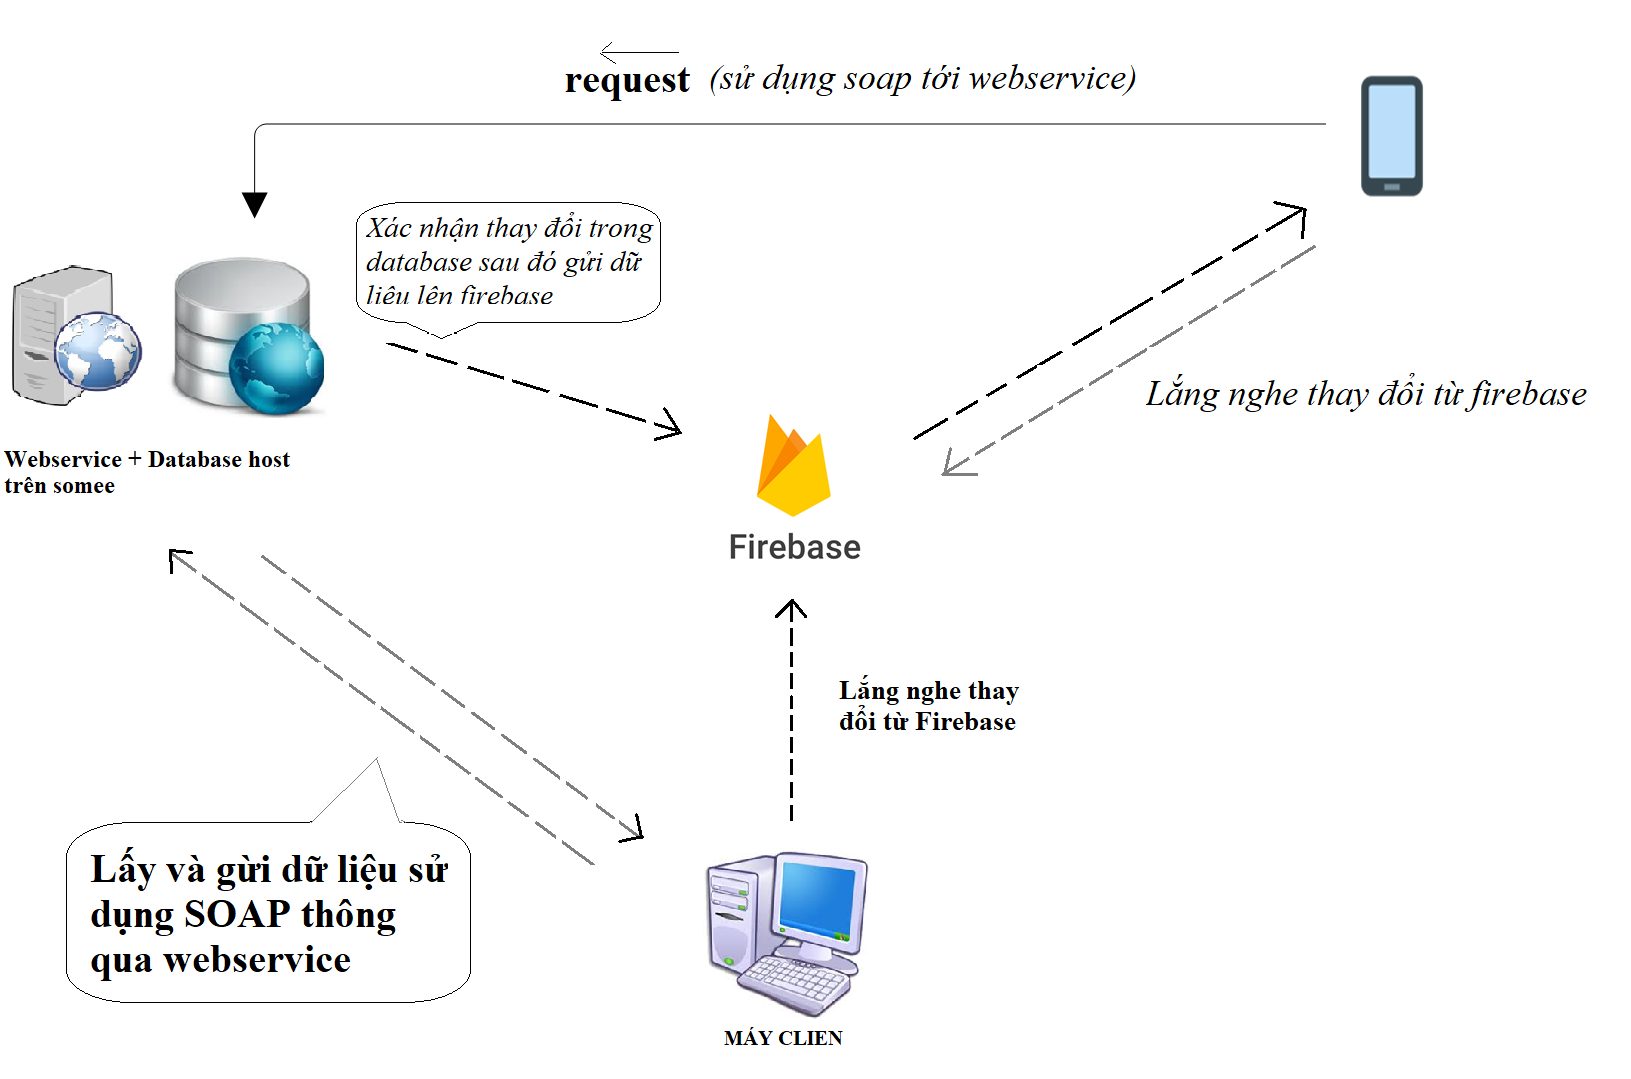 request (sử dụng soap tới webservice)
Xác nhận thay đổi trong
database sau đó gửi dữ
liêu lên firebase
Lắng nghe thay đổi từ firebase
Webservice + Database host
trên somee
Firebase
Lắng nghe thay
đổi từ Firebase
Lấy và gừi dữ liệu sử
dụng SOAP thông
qua webservice
MÁY CLIEN